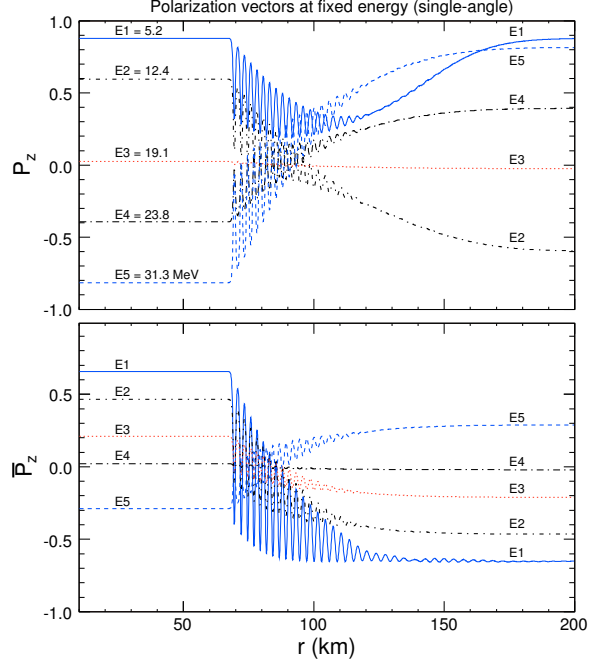 Polarization vectors at fixed energy (single-angle)
1.0
E1 = 5.2
E1
E5
E2 = 12.4
0.5
E4
P_z
E3 = 19.1
E3
0.0
E4 = 23.8
-0.5
E2
E5 = 31.3 MeV
-1.0
E1
0.5
E2
E5
E3
P̅_z
E4
0.0
E4
E3
E5
E2
-0.5
E1
-1.0
50 100 150 200
r (km)